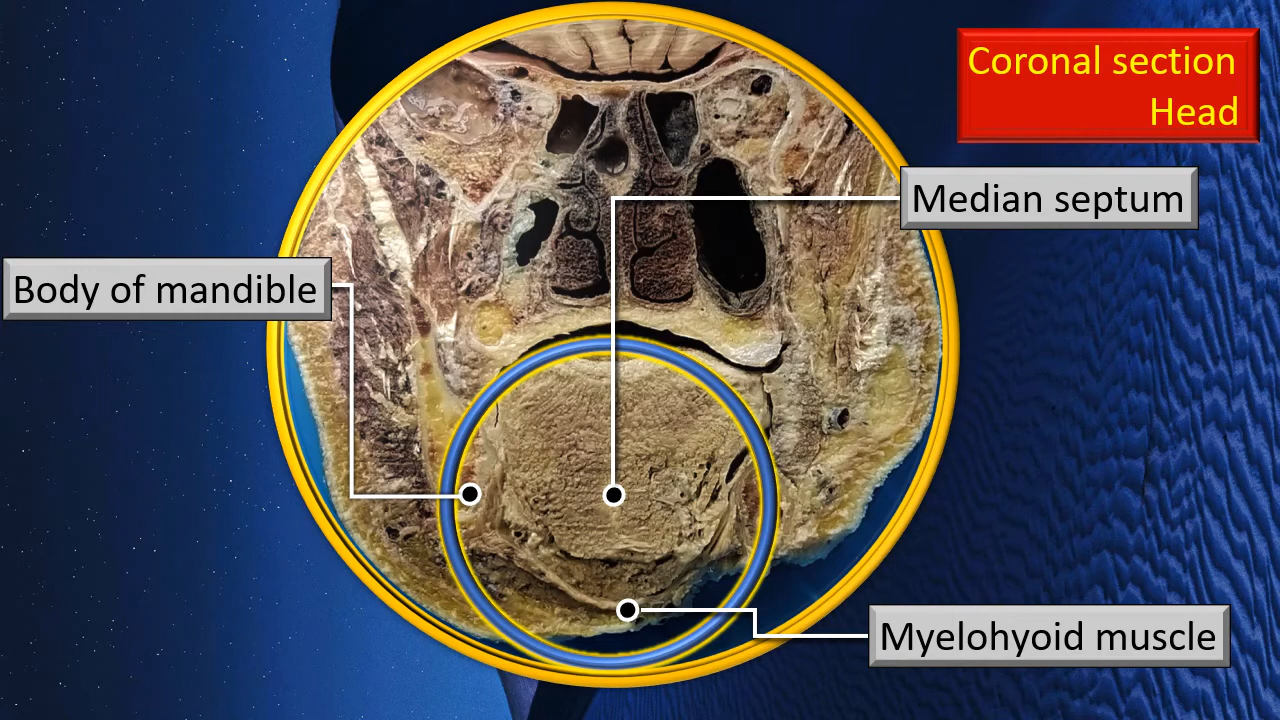 Coronal section
Head
Median septum
Body of mandible
Myelohyoid muscle